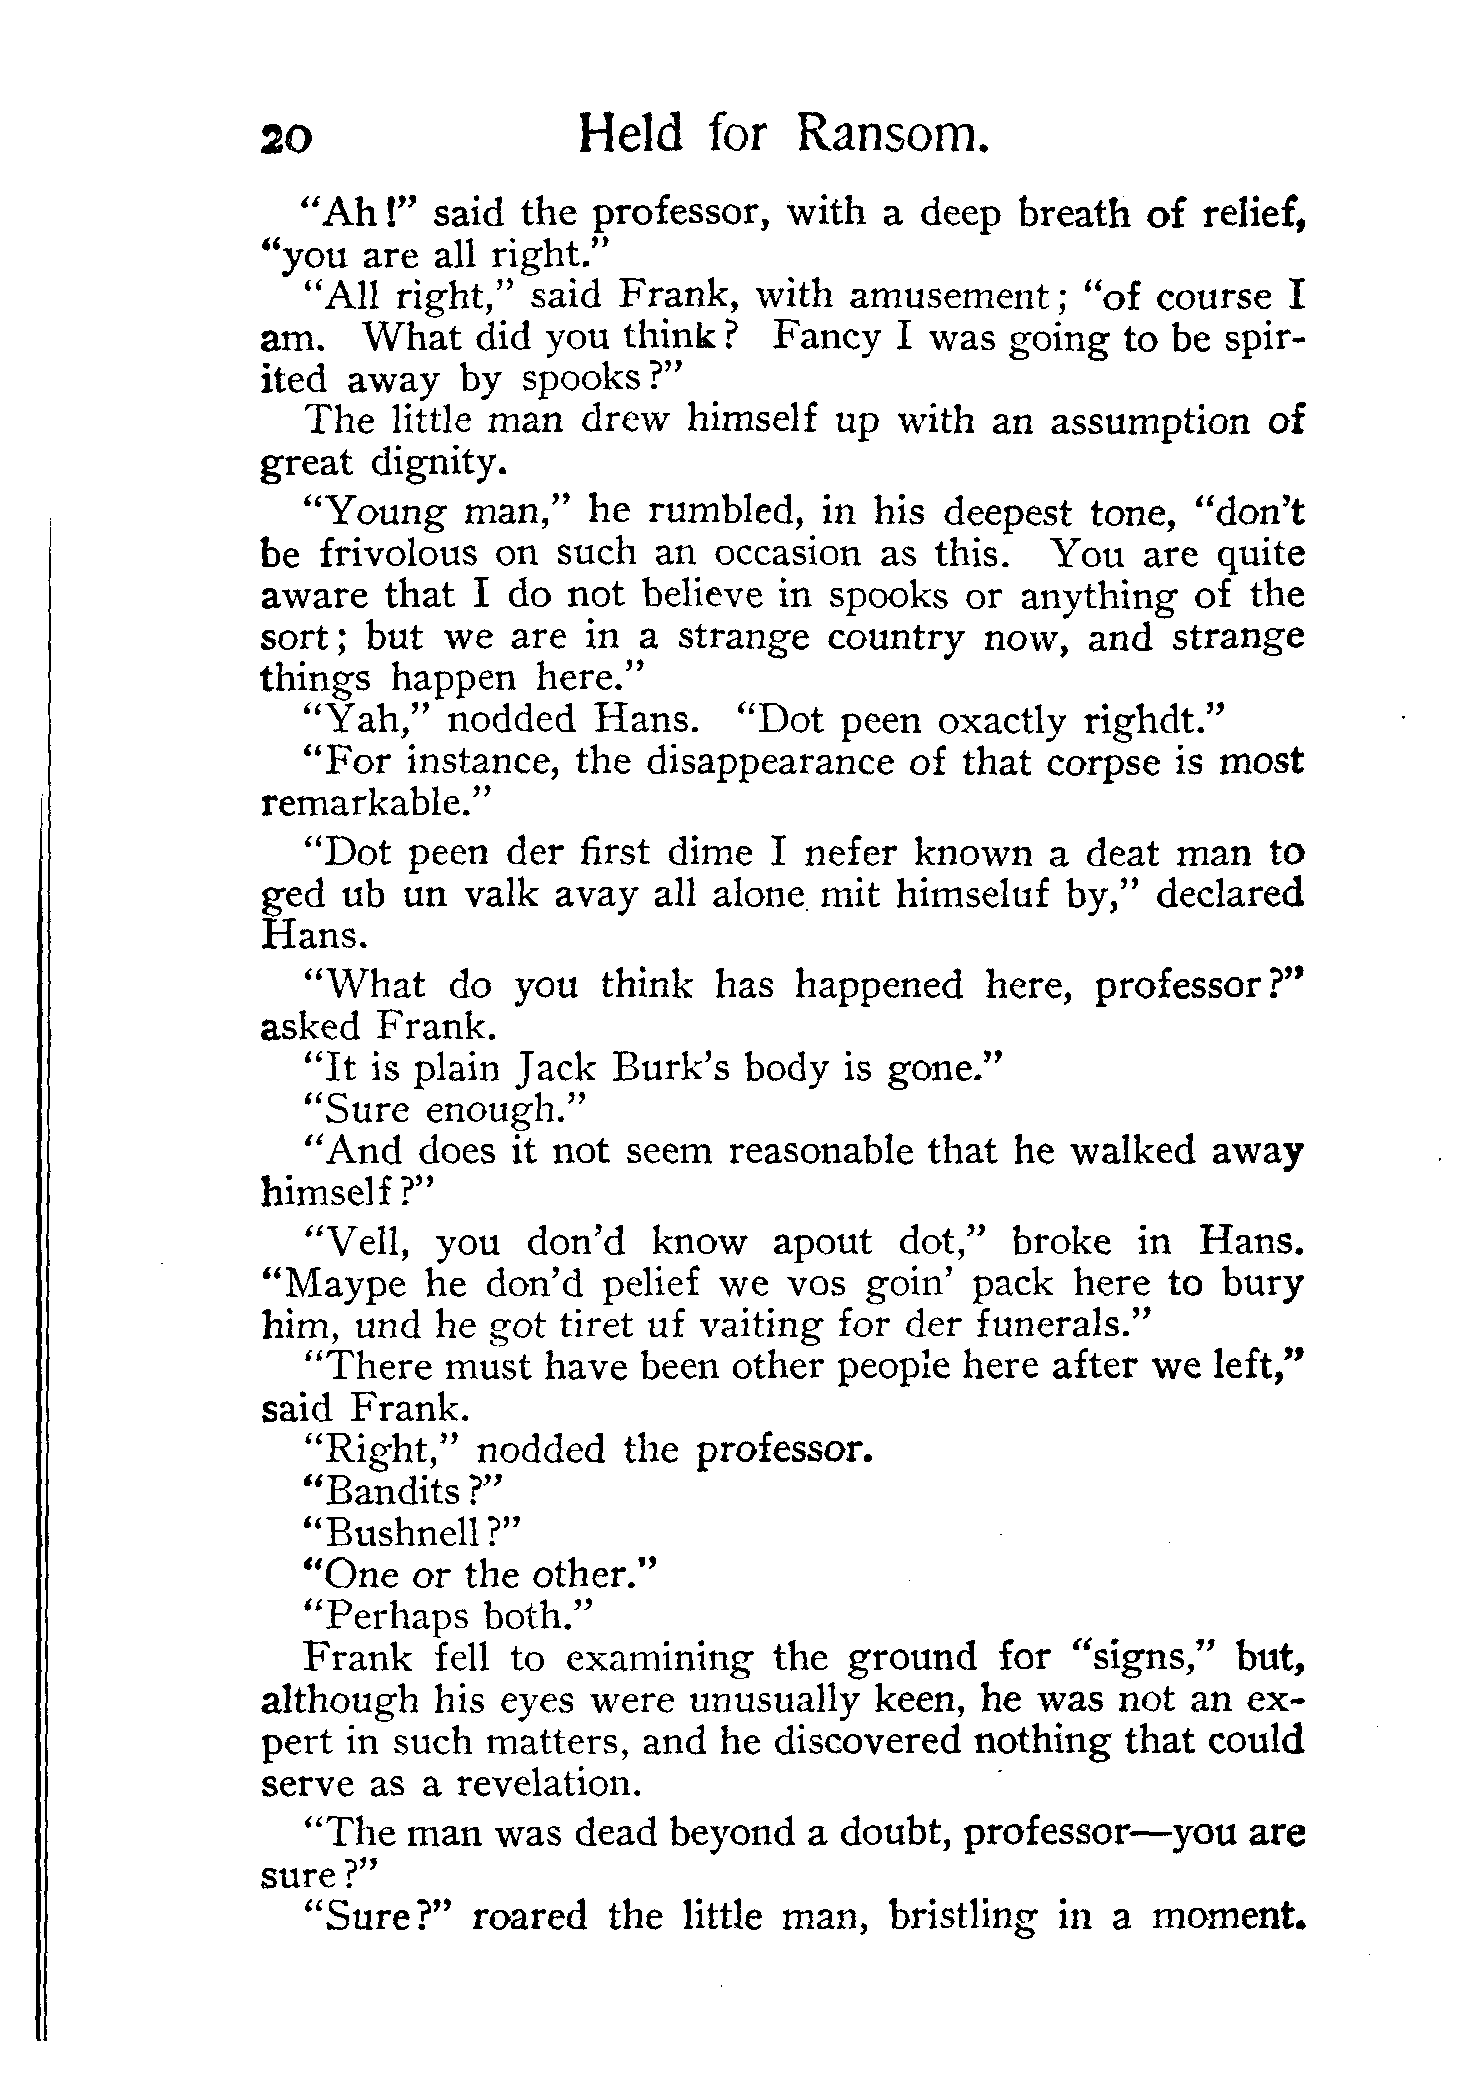 20 Held for Ransom.
"Ah!" said the professor, with a deep breath of relief,
"you are all right."
"All right," said Frank, with amusement; "of course I
am. What did you think? Fancy I was going to be spir-
ited away by spooks?"
The little man drew himself up with an assumption of
great dignity.
"Young man," he rumbled, in his deepest tone, "don't
be frivolous on such an occasion as this. You are quite
aware that I do not believe in spooks or anything of the
sort; but we are in a strange country now, and strange
things happen here."
"Yah," nodded Hans. "Dot peen oxactly righdt."
"For instance, the disappearance of that corpse is most
remarkable."
"Dot peen der first dime I nefer known a deat man to
ged ub un valk avay all alone mit himseluf by," declared
Hans.
"What do you think has happened here, professor?"
asked Frank.
"It is plain Jack Burk's body is gone."
"Sure enough."
"And does it not seem reasonable that he walked away
himself?"
"Vell, you don'd know apout dot," broke in Hans.
"Maype he don'd pelief we vos goin' pack here to bury
him, und he got tiret uf vaiting for der funerals."
"There must have been other people here after we left,"
said Frank.
"Right," nodded the professor.
"Bandits?"
"Bushnell?"
"One or the other."
"Perhaps both."
Frank fell to examining the ground for "signs," but,
although his eyes were unusually keen, he was not an ex-
pert in such matters, and he discovered nothing that could
serve as a revelation.
"The man was dead beyond a doubt, professor—you are
sure?"
"Sure?" roared the little man, bristling in a moment.